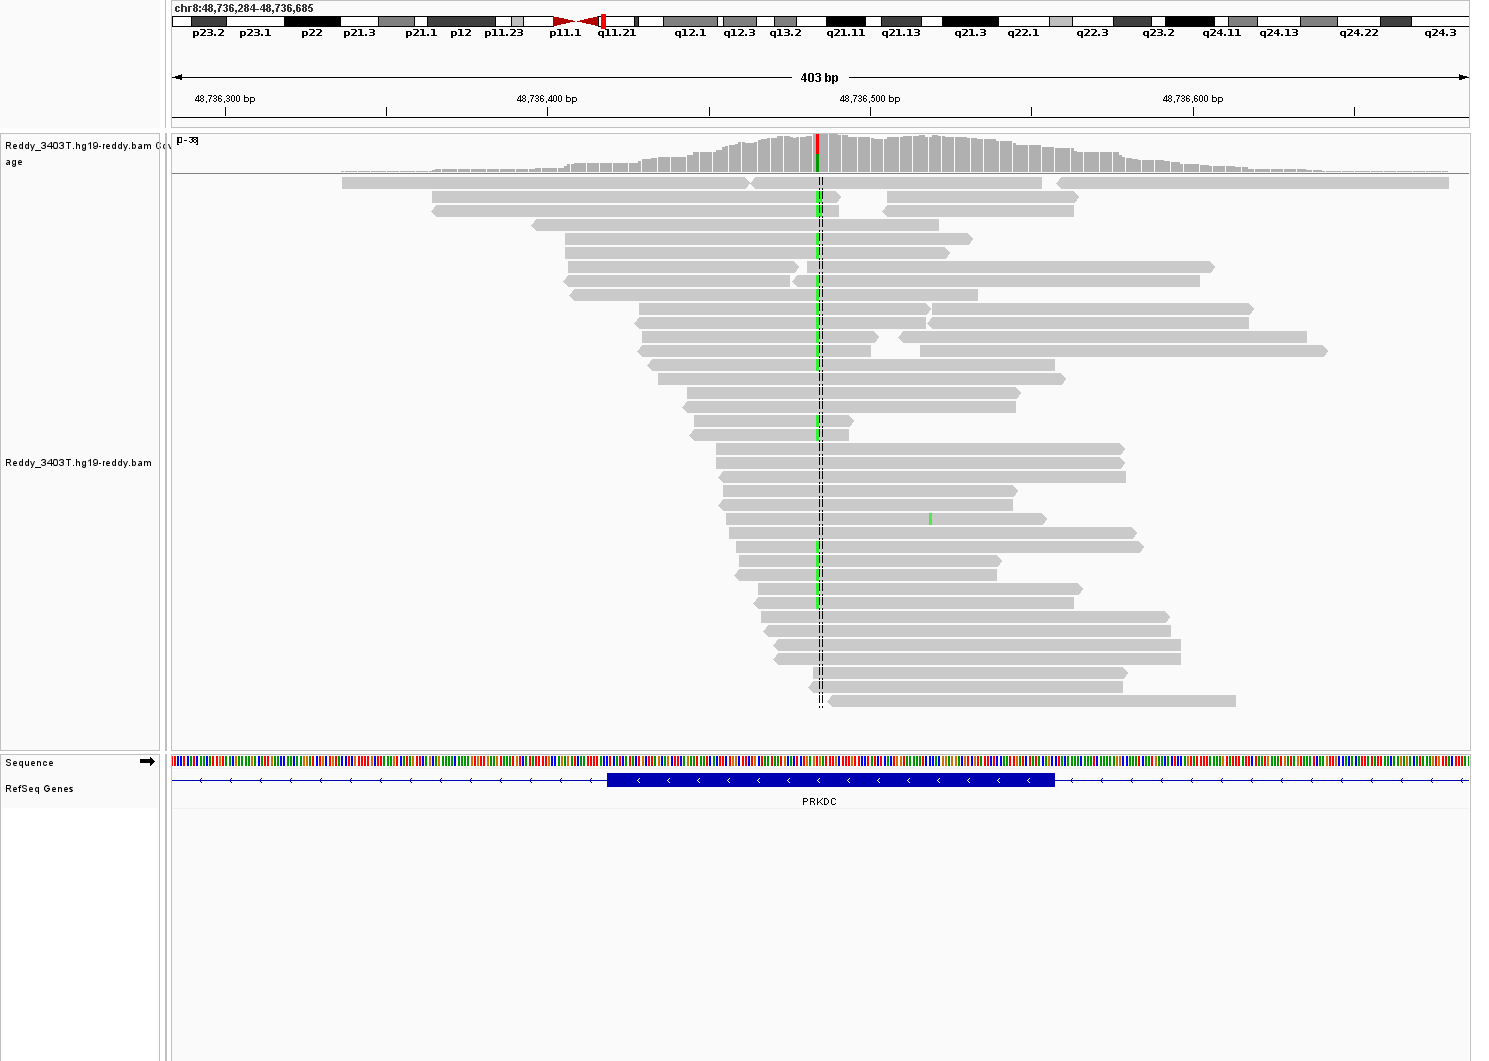 chr8:48,736,284-48,736,685
p23.2 p23.1 p22 p21.3 p21.1 p12 p11.23 p11.1 q11.21 q12.1 q12.3 q13.2 q21.11 q21.13 q21.3 q22.1 q22.3 q23.2 q24.11 q24.13 q24.22 q24.3
403 bp
48,736,300 bp 48,736,400 bp 48,736,500 bp 48,736,600 bp
Reddy_3403T.hg19-reddy.bam Cov
age
[0 - 38]
Reddy_3403T.hg19-reddy.bam
Sequence
RefSeq Genes
PRKDC